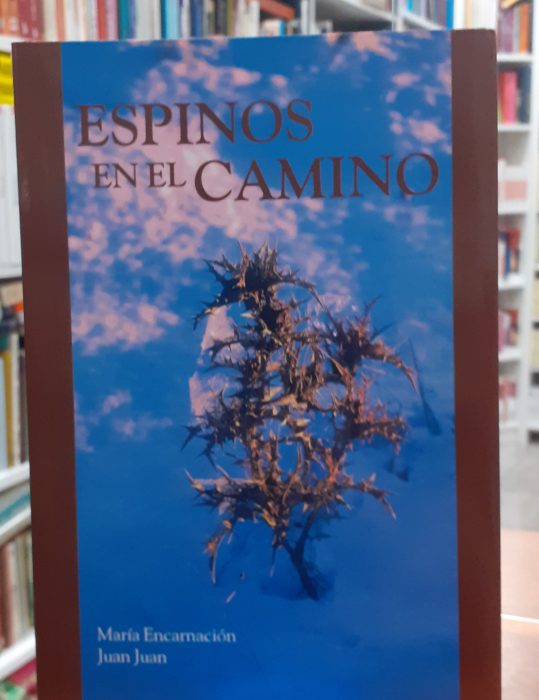 ESPINOS
EN EL CAMINO
María Encarnación
Juan Juan